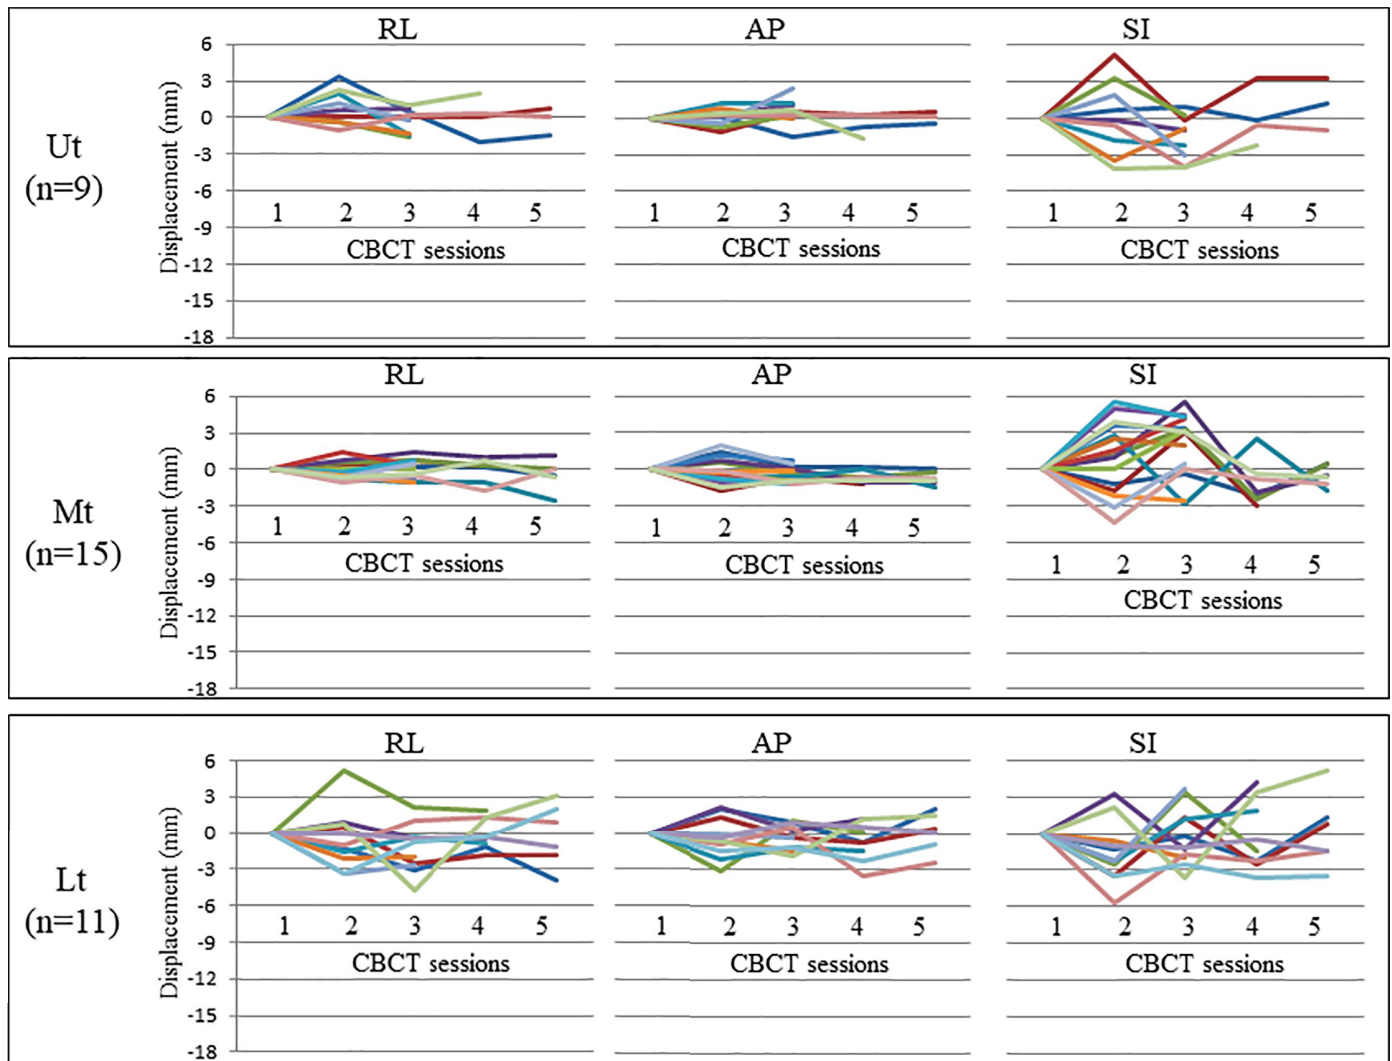 RL AP SI
Ut
(n=9)
Displacement (mm)
6
3
0
-3
-6
-9
-12
-15
-18
1 2 3 4 5
CBCT sessions
1 2 3 4 5
CBCT sessions
1 2 3 4 5
CBCT sessions
RL AP SI
Mt
(n=15)
Displacement (mm)
6
3
0
-3
-6
-9
-12
-15
-18
1 2 3 4 5
CBCT sessions
1 2 3 4 5
CBCT sessions
1 2 3 4 5
CBCT sessions
RL AP SI
Lt
(n=11)
Displacement (mm)
6
3
0
-3
-6
-9
-12
-15
-18
1 2 3 4 5
CBCT sessions
1 2 3 4 5
CBCT sessions
1 2 3 4 5
CBCT sessions